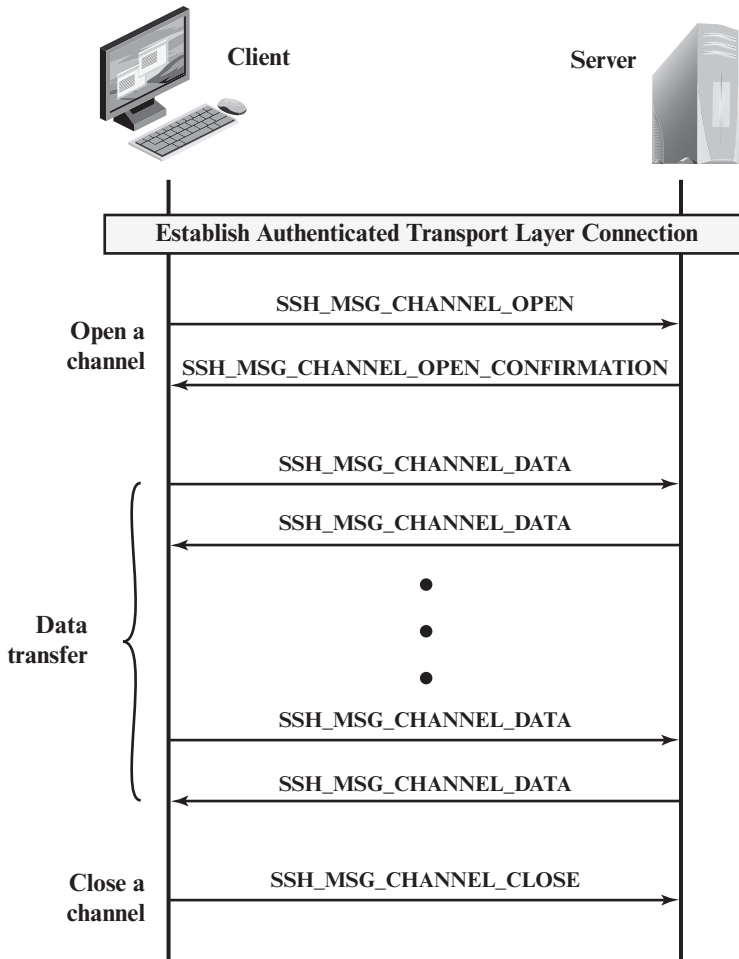 Client
Server
Establish Authenticated Transport Layer Connection
Open a
channel
SSH_MSG_CHANNEL_OPEN
SSH_MSG_CHANNEL_OPEN_CONFIRMATION
Data
transfer
SSH_MSG_CHANNEL_DATA
SSH_MSG_CHANNEL_DATA
SSH_MSG_CHANNEL_DATA
SSH_MSG_CHANNEL_DATA
Close a
channel
SSH_MSG_CHANNEL_CLOSE